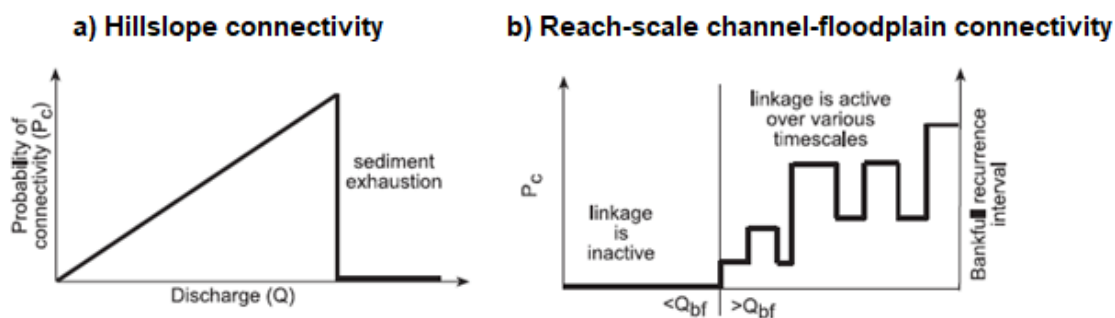 a) Hillslope connectivity
Probability of
connectivity (Pc)
sediment
exhaustion
Discharge (Q)
b) Reach-scale channel-floodplain connectivity
Pc
linkage
is
inactive
linkage is active
over various
timescales
<Qbf
>Qbf
Bankfull recurrence
interval